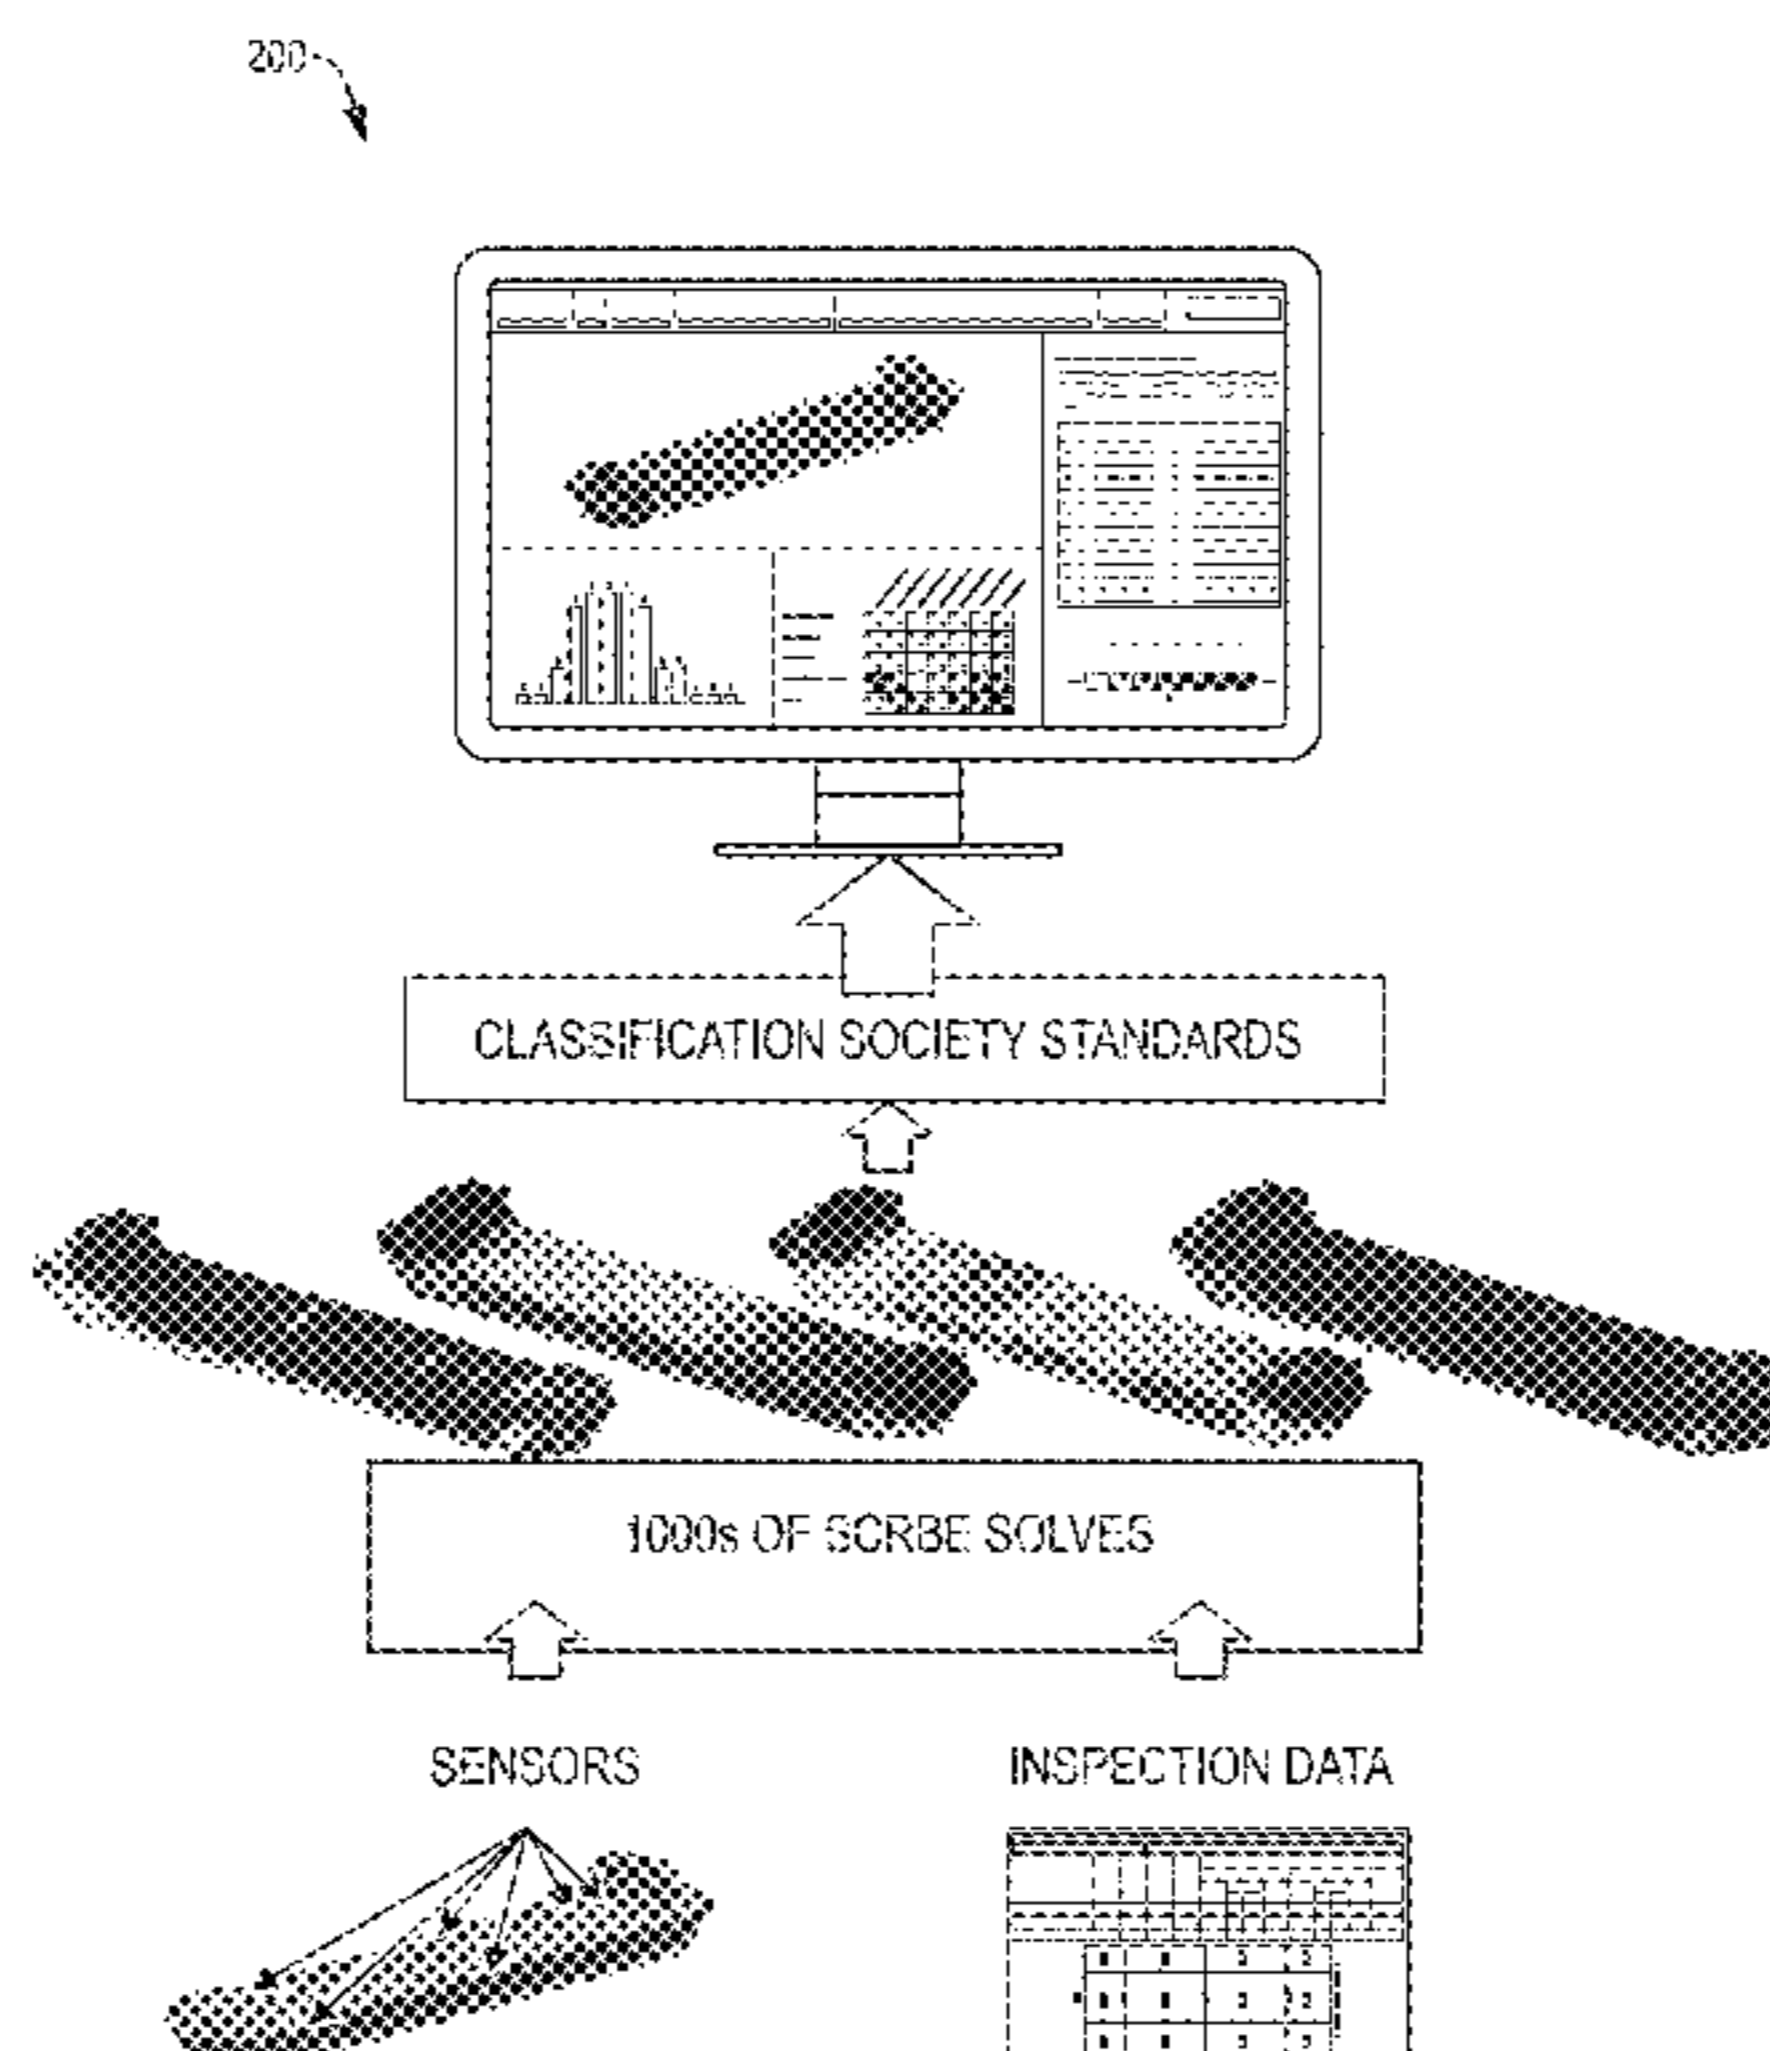 200
CLASSIFICATION SOCIETY STANDARDS
1000s OF SCRBE SOLVES
SENSORS
INSPECTION DATA